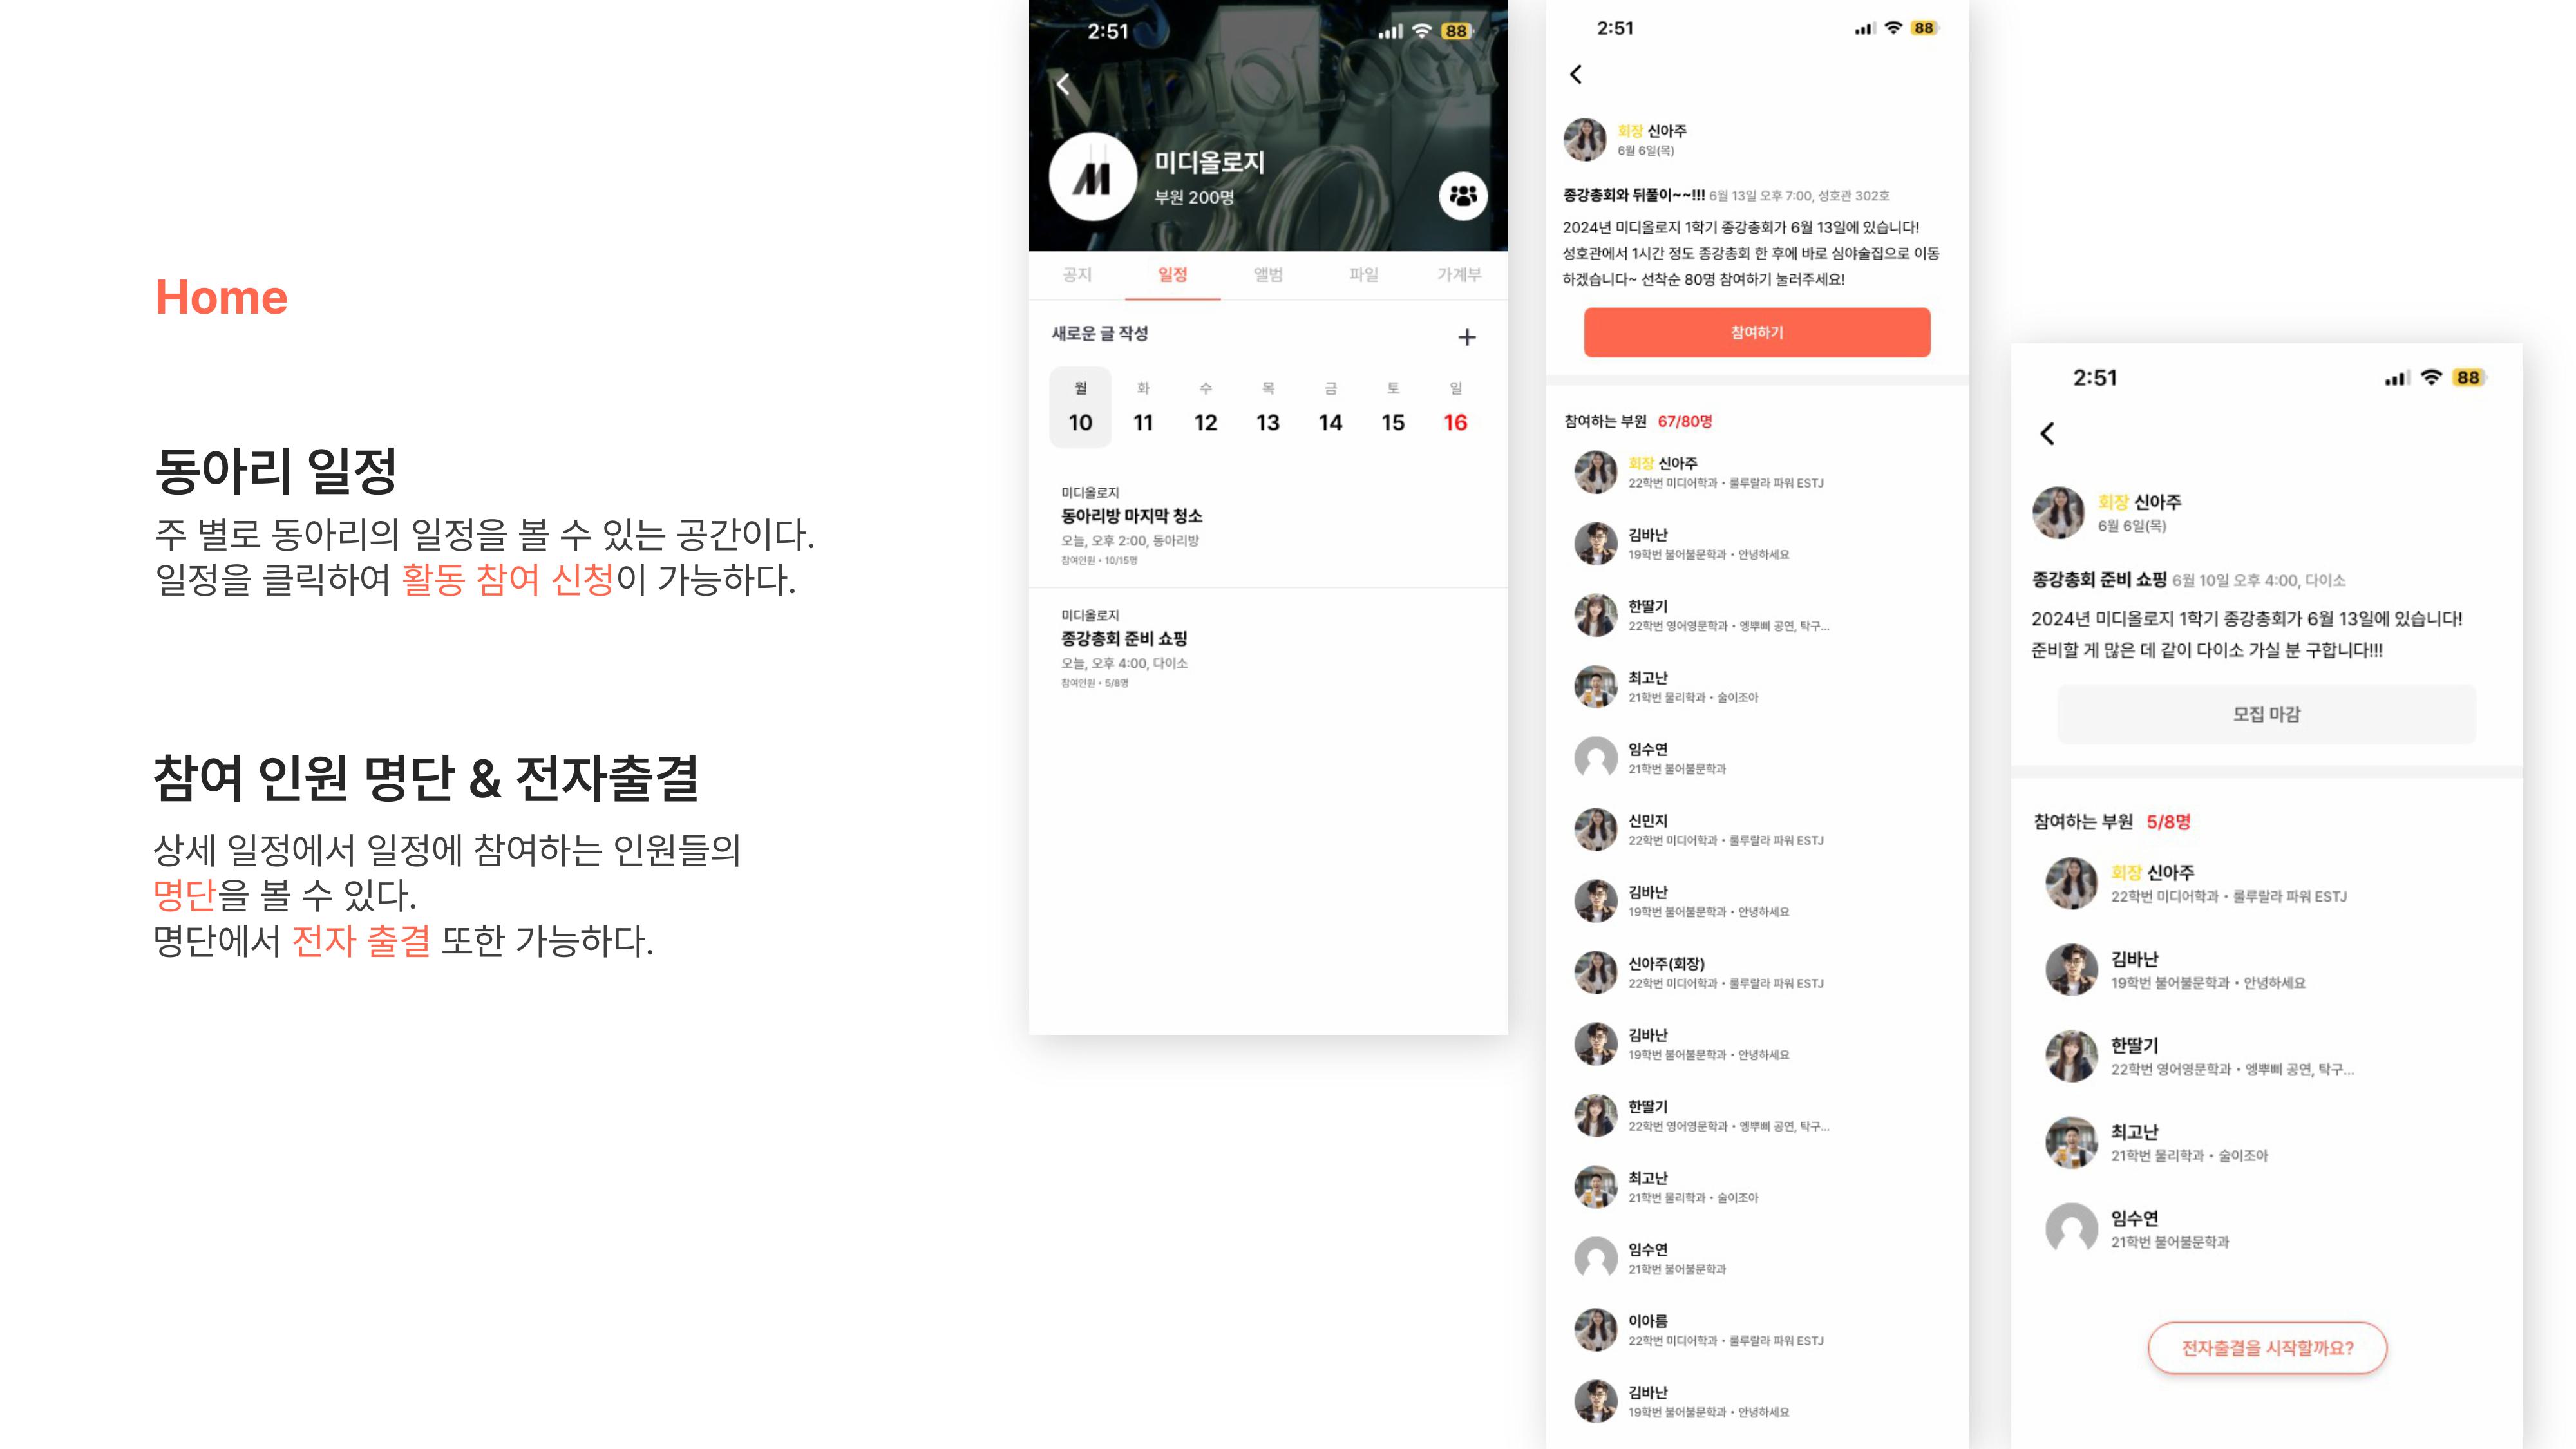 Home
동아리 일정
주 별로 동아리의 일정을 볼 수 있는 공간이다.
일정을 클릭하여 활동 참여 신청이 가능하다.
참여 인원 명단 & 전자출결
상세 일정에서 일정에 참여하는 인원들의
명단을 볼 수 있다.
명단에서 전자 출결 또한 가능하다.
2:51
88
MIDIOLOGY
30
M
미디올로지
부원 200명
공지 일정 앨범 파일 가계부
새로운 글 작성 +
월 화 수 목 금 토 일
10 11 12 13 14 15 16
미디올로지
동아리방 마지막 청소
오늘, 오후 2:00, 동아리방
참여인원 • 10/15명
미디올로지
종강총회 준비 쇼핑
오늘, 오후 4:00, 다이소
참여인원 • 5/8명
2:51
88
회장 신아주
6월 6일(목)
종강총회와 뒤풀이~~!!! 6월 13일 오후 7:00, 성호관 302호
2024년 미디올로지 1학기 종강총회가 6월 13일에 있습니다!
성호관에서 1시간 정도 종강총회 한 후에 바로 심야술집으로 이동
하겠습니다~ 선착순 80명 참여하기 눌러주세요!
참여하기
참여하는 부원 67/80명
회장 신아주
22학번 미디어학과 • 룰루랄라 파워 ESTJ
김바난
19학번 불어불문학과 • 안녕하세요
한딸기
22학번 영어영문학과 • 엥뿌삐 공연, 탁구...
최고난
21학번 물리학과 • 술이조아
임수연
21학번 불어불문학과
신민지
22학번 미디어학과 • 룰루랄라 파워 ESTJ
김바난
19학번 불어불문학과 • 안녕하세요
신아주(회장)
22학번 미디어학과 • 룰루랄라 파워 ESTJ
김바난
19학번 불어불문학과 • 안녕하세요
한딸기
22학번 영어영문학과 • 엥뿌삐 공연, 탁구...
최고난
21학번 물리학과 • 술이조아
임수연
21학번 불어불문학과
이아름
22학번 미디어학과 • 룰루랄라 파워 ESTJ
김바난
19학번 불어불문학과 • 안녕하세요
2:51
88
회장 신아주
6월 6일(목)
종강총회 준비 쇼핑 6월 10일 오후 4:00, 다이소
2024년 미디올로지 1학기 종강총회가 6월 13일에 있습니다!
준비할 게 많은 데 같이 다이소 가실 분 구합니다!!!
모집 마감
참여하는 부원 5/8명
회장 신아주
22학번 미디어학과 • 룰루랄라 파워 ESTJ
김바난
19학번 불어불문학과 • 안녕하세요
한딸기
22학번 영어영문학과 • 엥뿌삐 공연, 탁구...
최고난
21학번 물리학과 • 술이조아
임수연
21학번 불어불문학과
전자출결을 시작할까요?